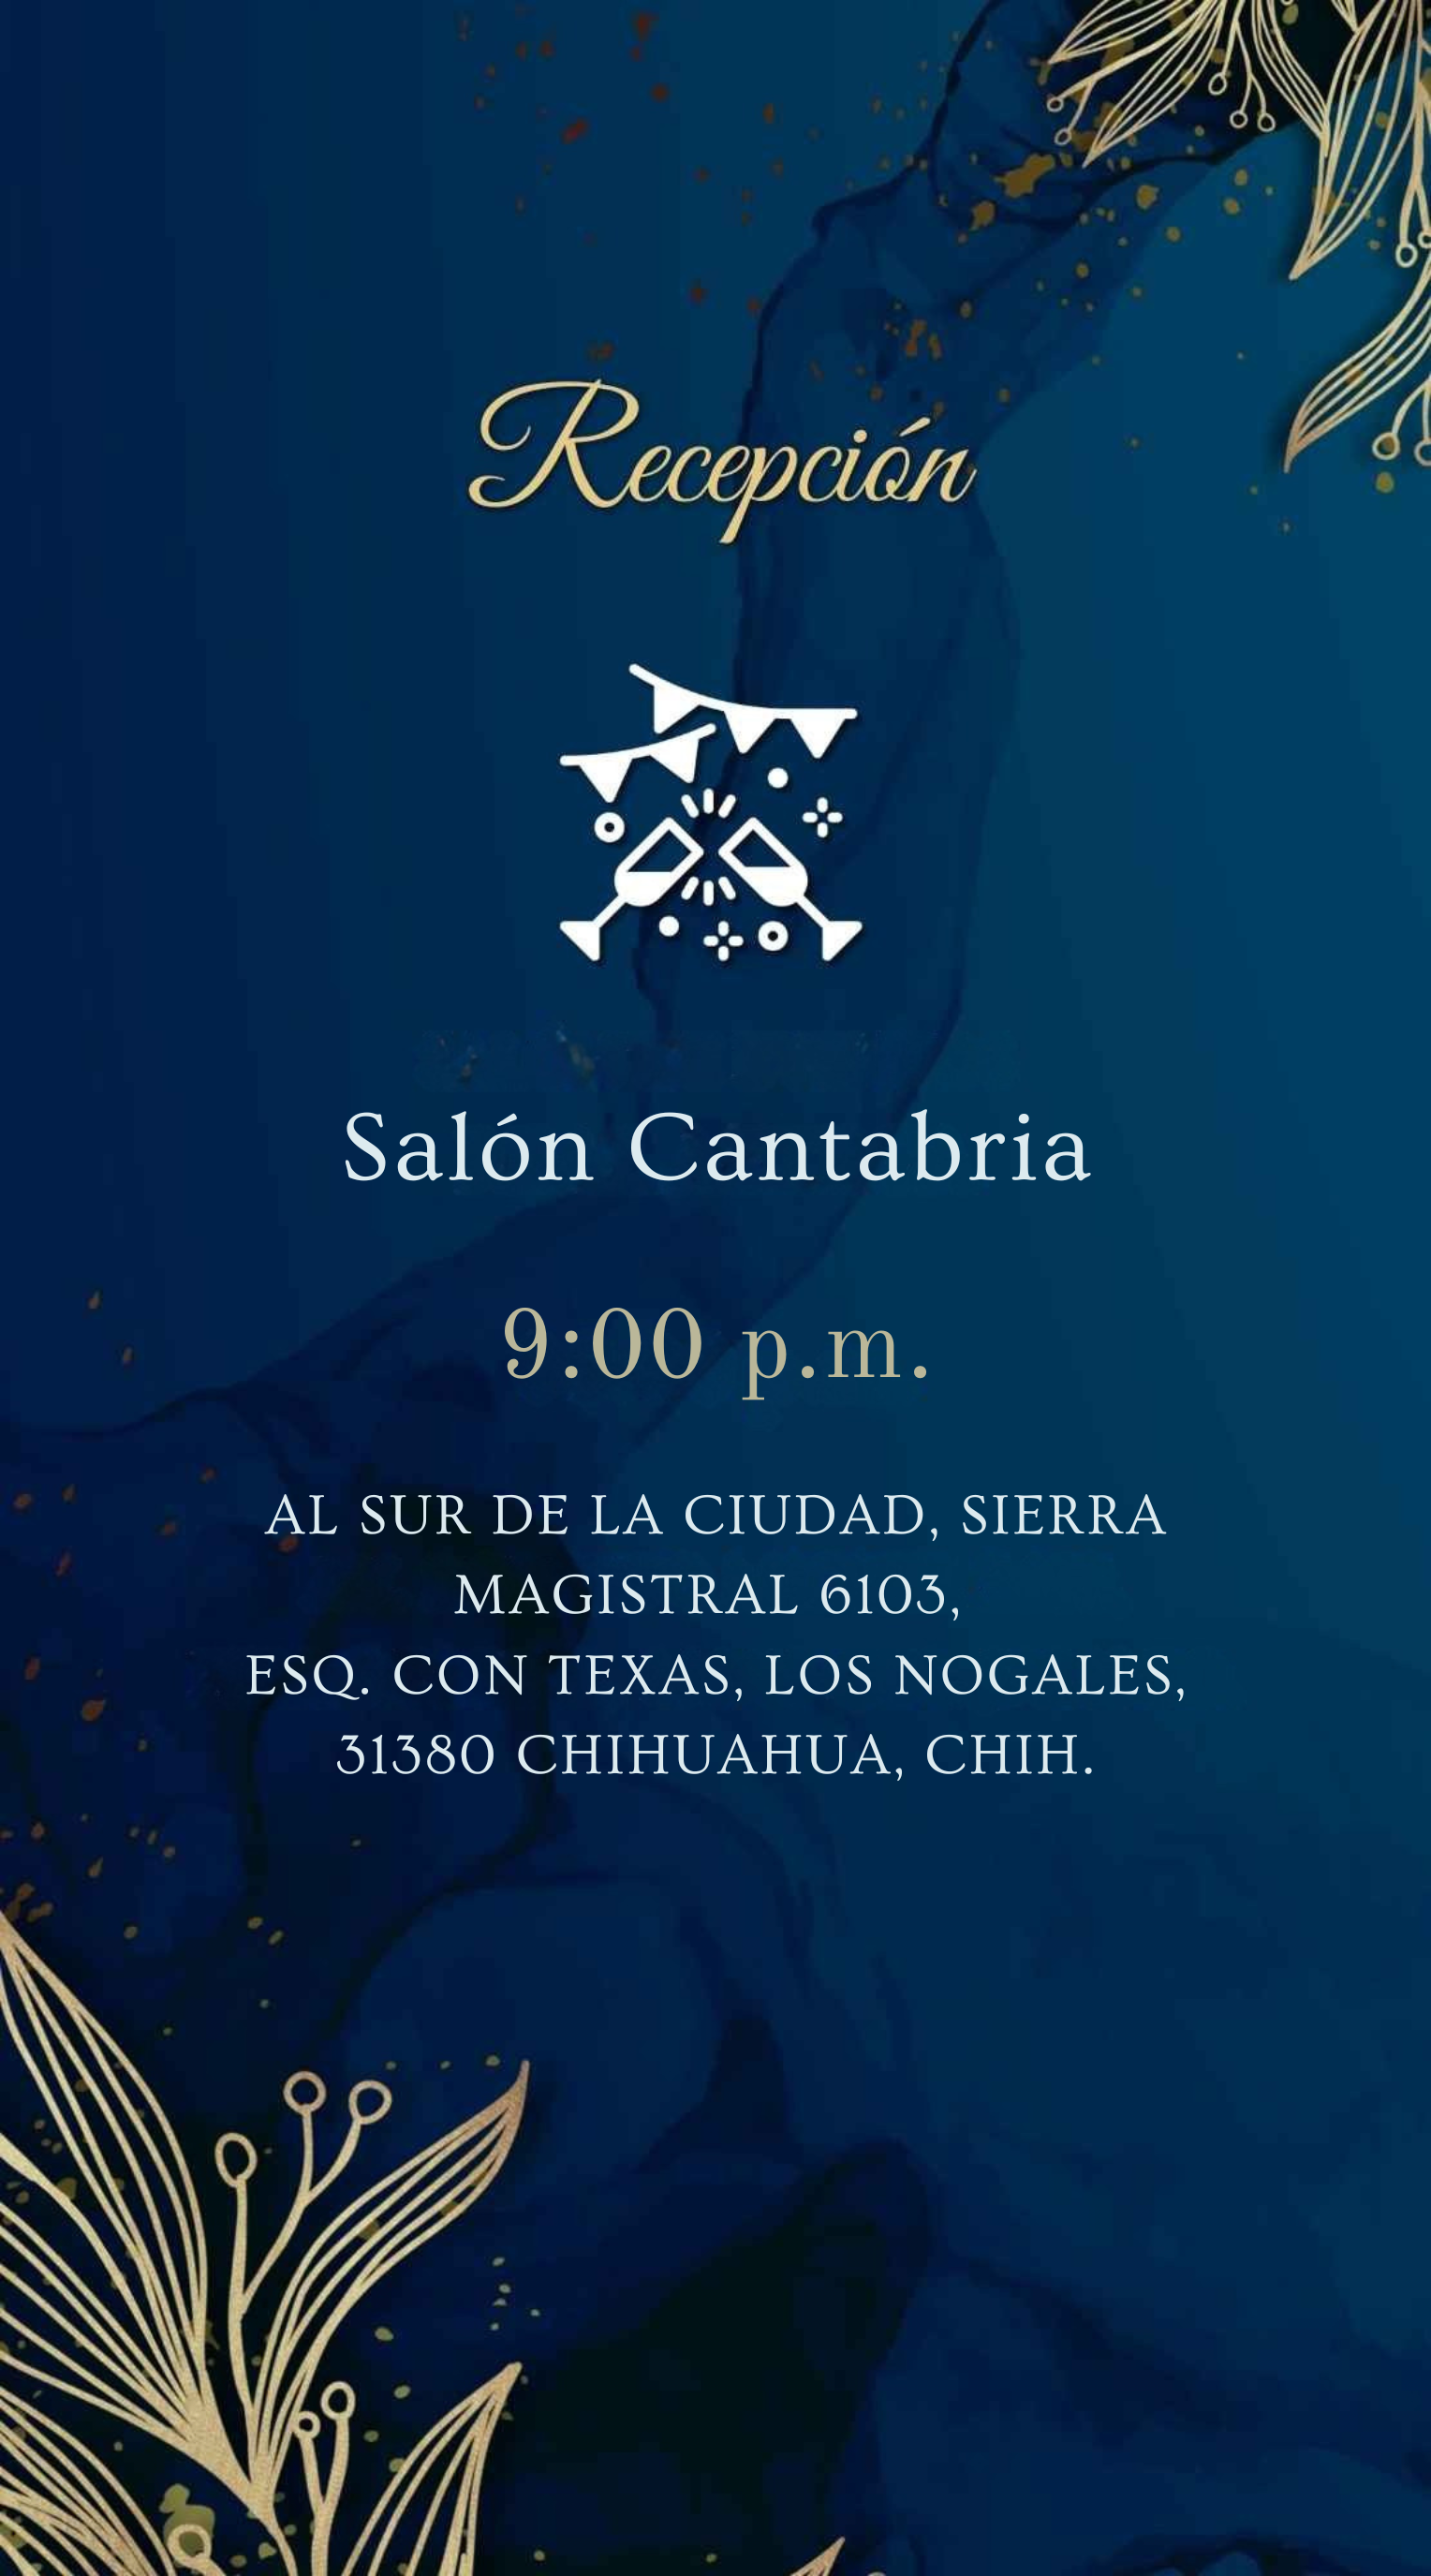 Recepción
Salón Cantabria
9:00 p.m.
AL SUR DE LA CIUDAD, SIERRA
MAGISTRAL 6103,
ESQ. CON TEXAS, LOS NOGALES,
31380 CHIHUAHUA, CHIH.